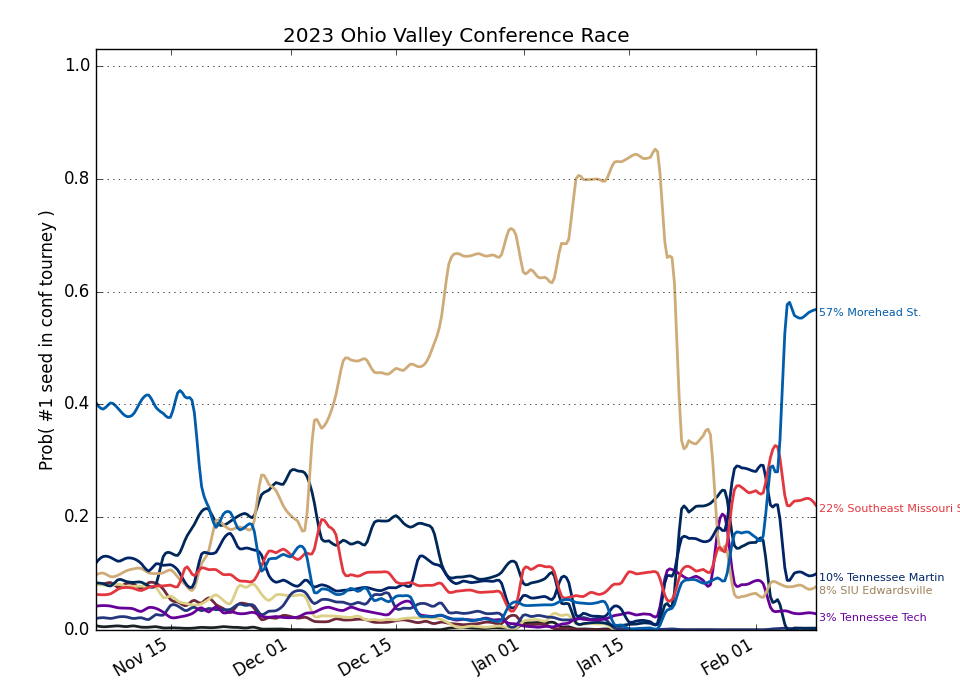 2023 Ohio Valley Conference Race
Prob( #1 seed in conf tourney )
1.0
0.8
0.6
0.4
0.2
0.0
57% Morehead St.
22% Southeast Missouri S
10% Tennessee Martin
8% SIU Edwardsville
3% Tennessee Tech
Nov 15
Dec 01
Dec 15
Jan 01
Jan 15
Feb 01